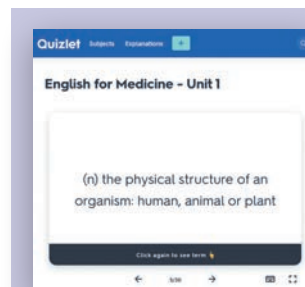 Quizlet Subjects Explanations +
English for Medicine - Unit 1
(n) the physical structure of an
organism: human, animal or plant
Click again to see term